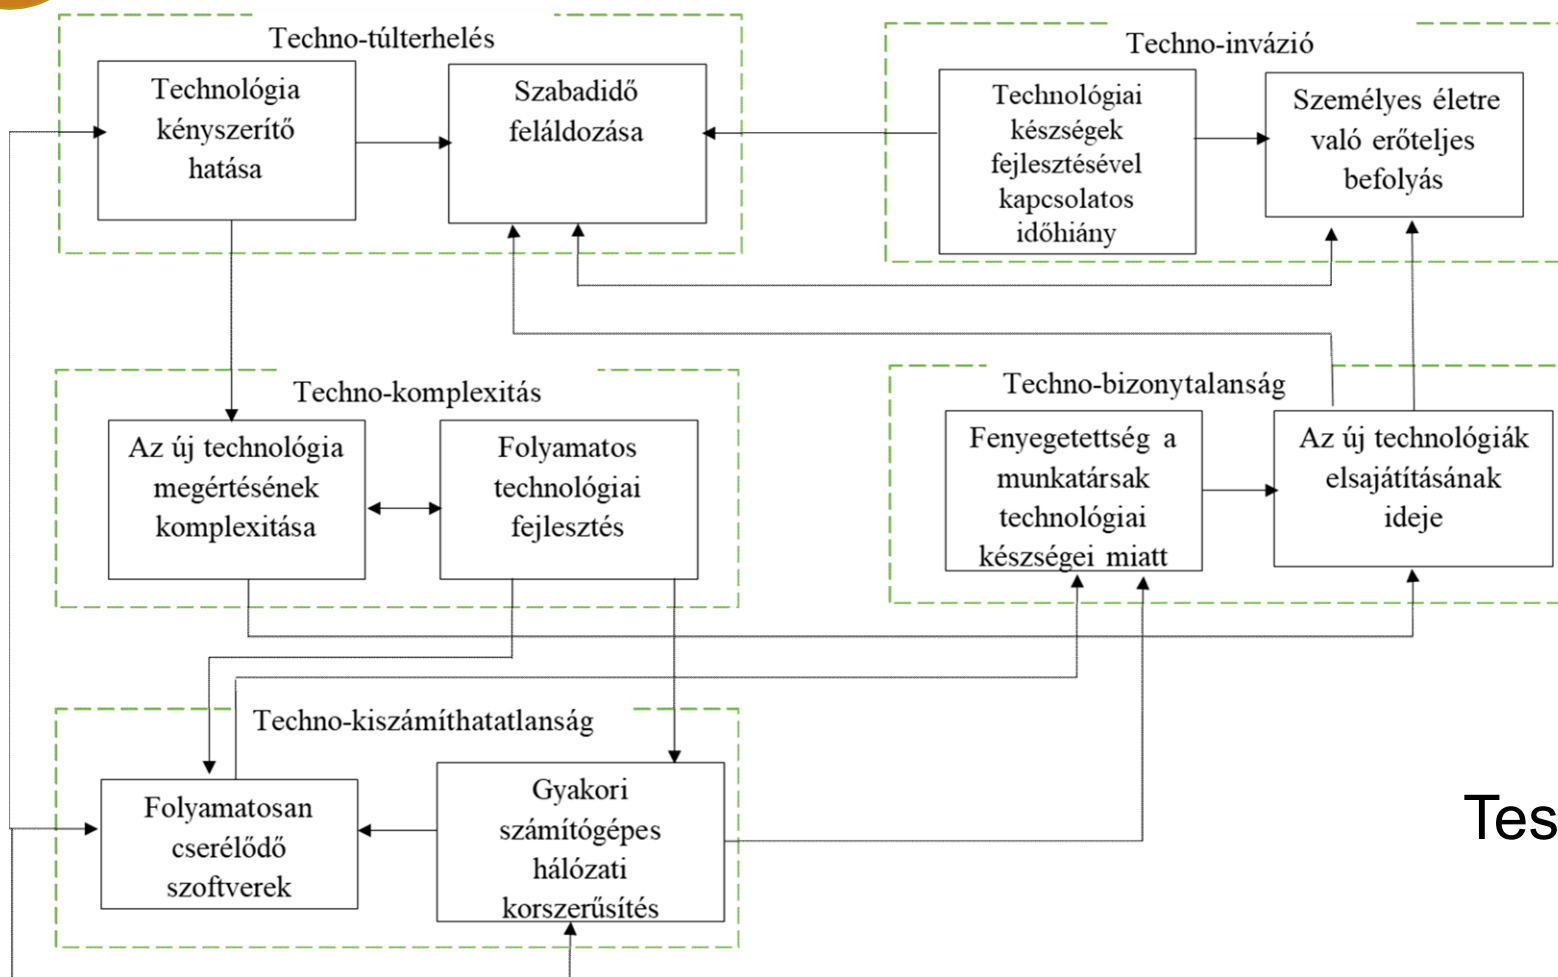 Techno-túlterhelés
Technológia
kényszerítő
hatása
Szabadidő
feláldozása
Techno-invázió
Technológiai
készségek
fejlesztésével
kapcsolatos
időhiány
Személyes életre
való erőteljes
befolyás
Techno-komplexitás
Az új technológia
megértésének
komplexitása
Folyamatos
technológiai
fejlesztés
Techno-bizonytalanság
Fenyegetettség a
munkatársak
technológiai
készségei miatt
Az új technológiák
elsajátításának
ideje
Techno-kiszámíthatatlanság
Folyamatosan
cserélődő
szoftverek
Gyakori
számítógépes
hálózati
korszerűsítés
Tes